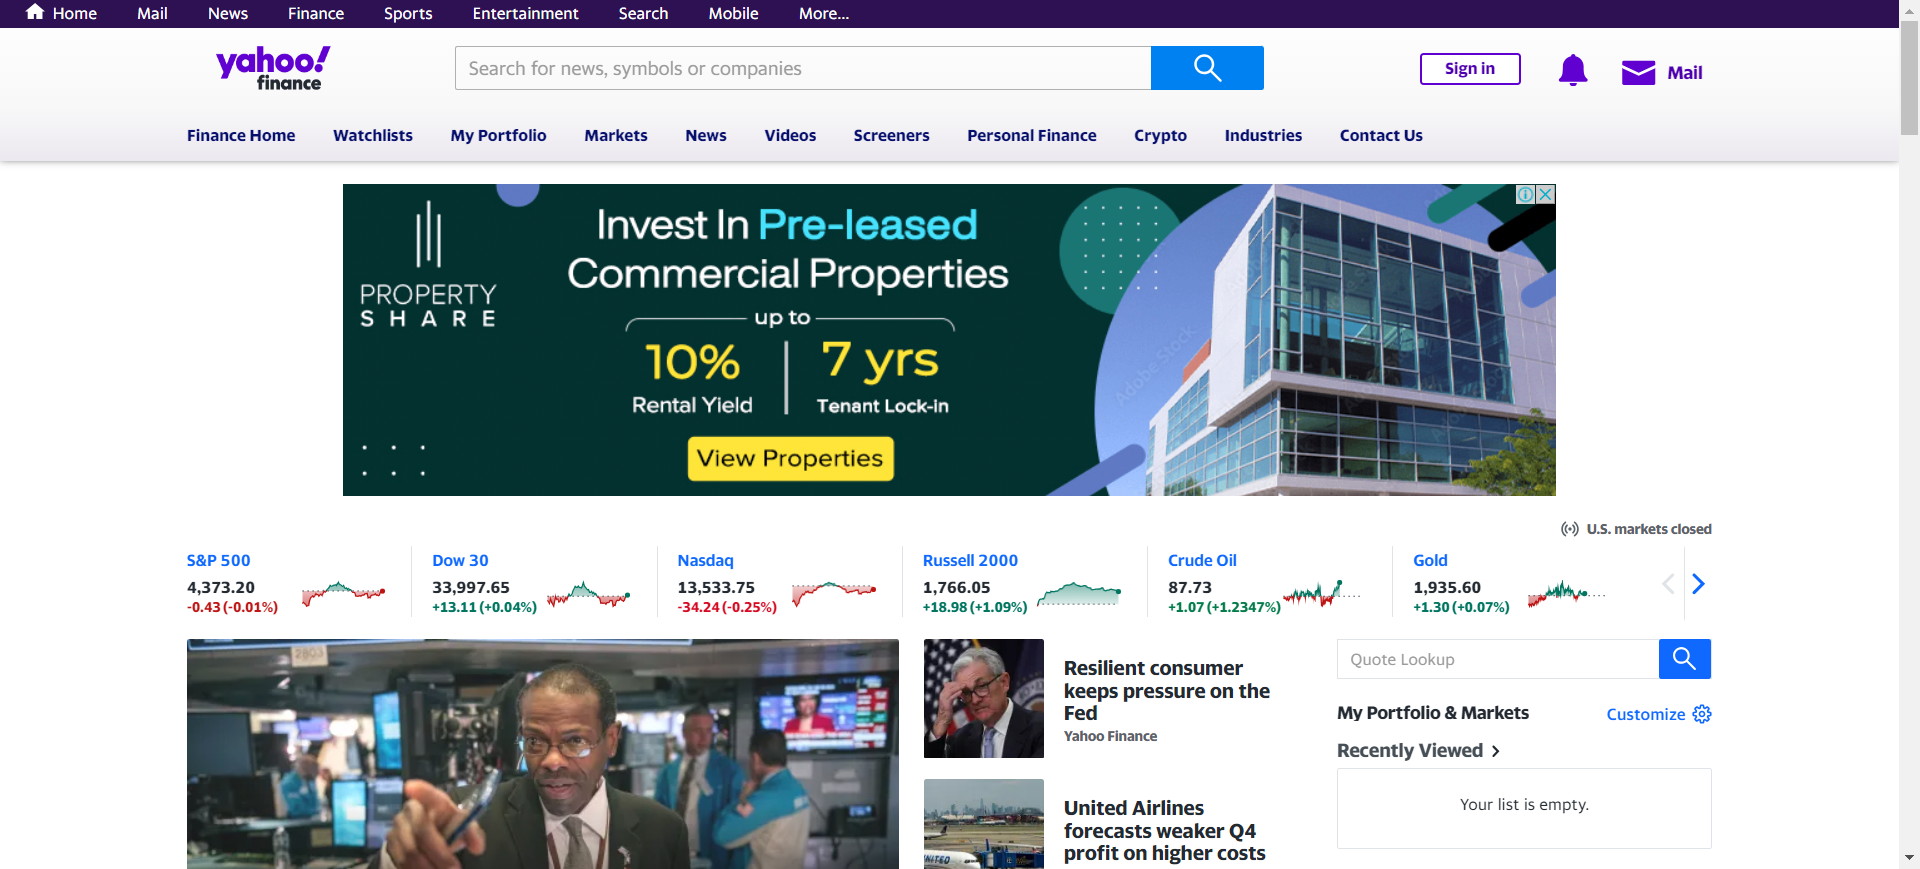 Home Mail News Finance Sports Entertainment Search Mobile More...
yahoo!
finance
Search for news, symbols or companies
Sign in
Mail
Finance Home Watchlists My Portfolio Markets News Videos Screeners Personal Finance Crypto Industries Contact Us
PROPERTY
SHARE
Invest In Pre-leased
Commercial Properties
up to
10%
Rental Yield
7 yrs
Tenant Lock-in
View Properties
Adobe Stock
U.S. markets closed
S&P 500
4,373.20
-0.43 (-0.01%)
Dow 30
33,997.65
+13.11 (+0.04%)
Nasdaq
13,533.75
-34.24 (-0.25%)
Russell 2000
1,766.05
+18.98 (+1.09%)
Crude Oil
87.73
+1.07 (+1.2347%)
Gold
1,935.60
+1.30 (+0.07%)
2803
Resilient consumer
keeps pressure on the
Fed
Yahoo Finance
UNITED
United Airlines
forecasts weaker Q4
profit on higher costs
Quote Lookup
My Portfolio & Markets
Customize
Recently Viewed
Your list is empty.